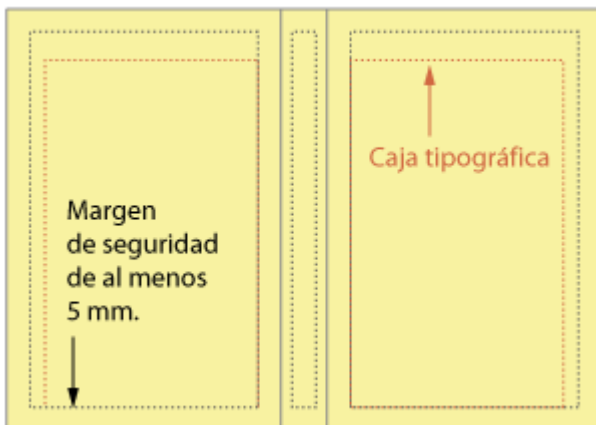 Margen
de seguridad
de al menos
5 mm.
Caja tipográfica